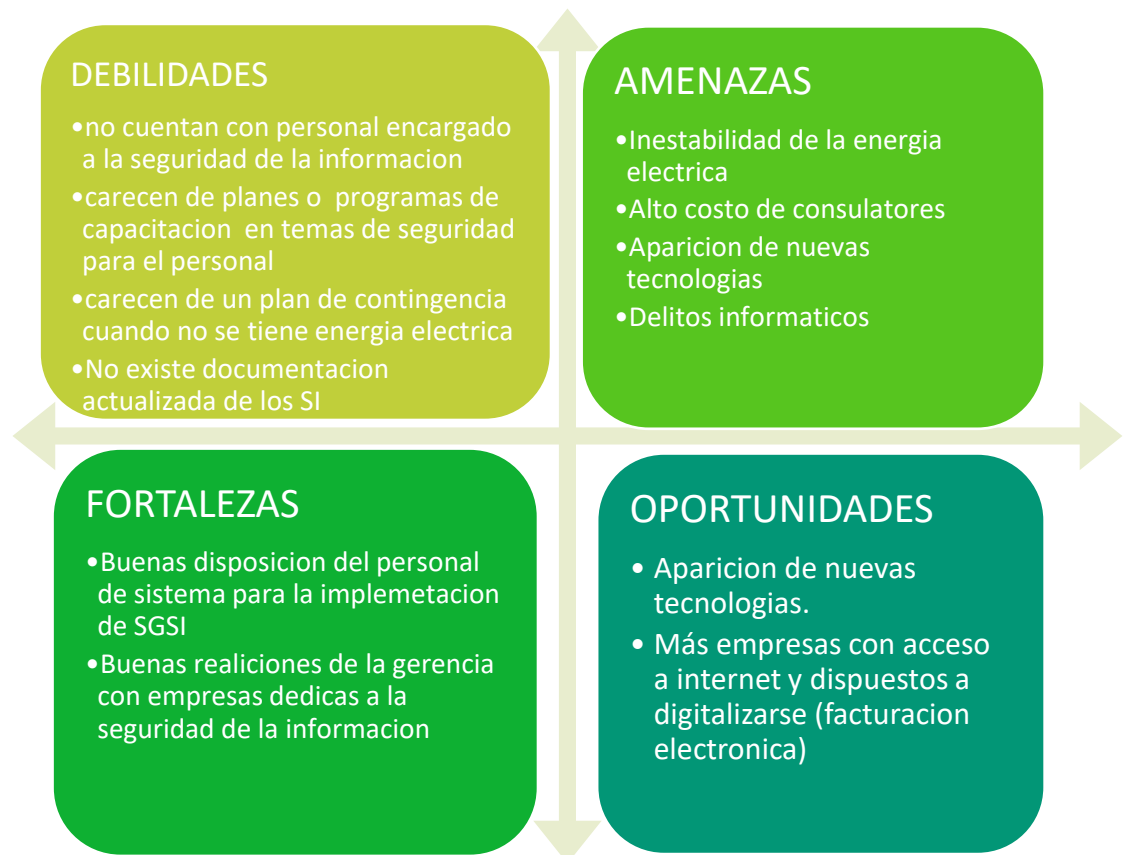 DEBILIDADES
•no cuentan con personal encargado
a la seguridad de la informacion
•carecen de planes o programas de
capacitacion en temas de seguridad
para el personal
•carecen de un plan de contingencia
cuando no se tiene energia electrica
•No existe documentacion
actualizada de los SI
AMENAZAS
•Inestabilidad de la energia
electrica
•Alto costo de consulatores
•Aparicion de nuevas
tecnologias
•Delitos informaticos
FORTALEZAS
•Buenas disposicion del personal
de sistema para la implemetacion
de SGSI
•Buenas realiciones de la gerencia
con empresas dedicas a la
seguridad de la informacion
OPORTUNIDADES
• Aparicion de nuevas
tecnologias.
• Más empresas con acceso
a internet y dispuestos a
digitalizarse (facturacion
electronica)